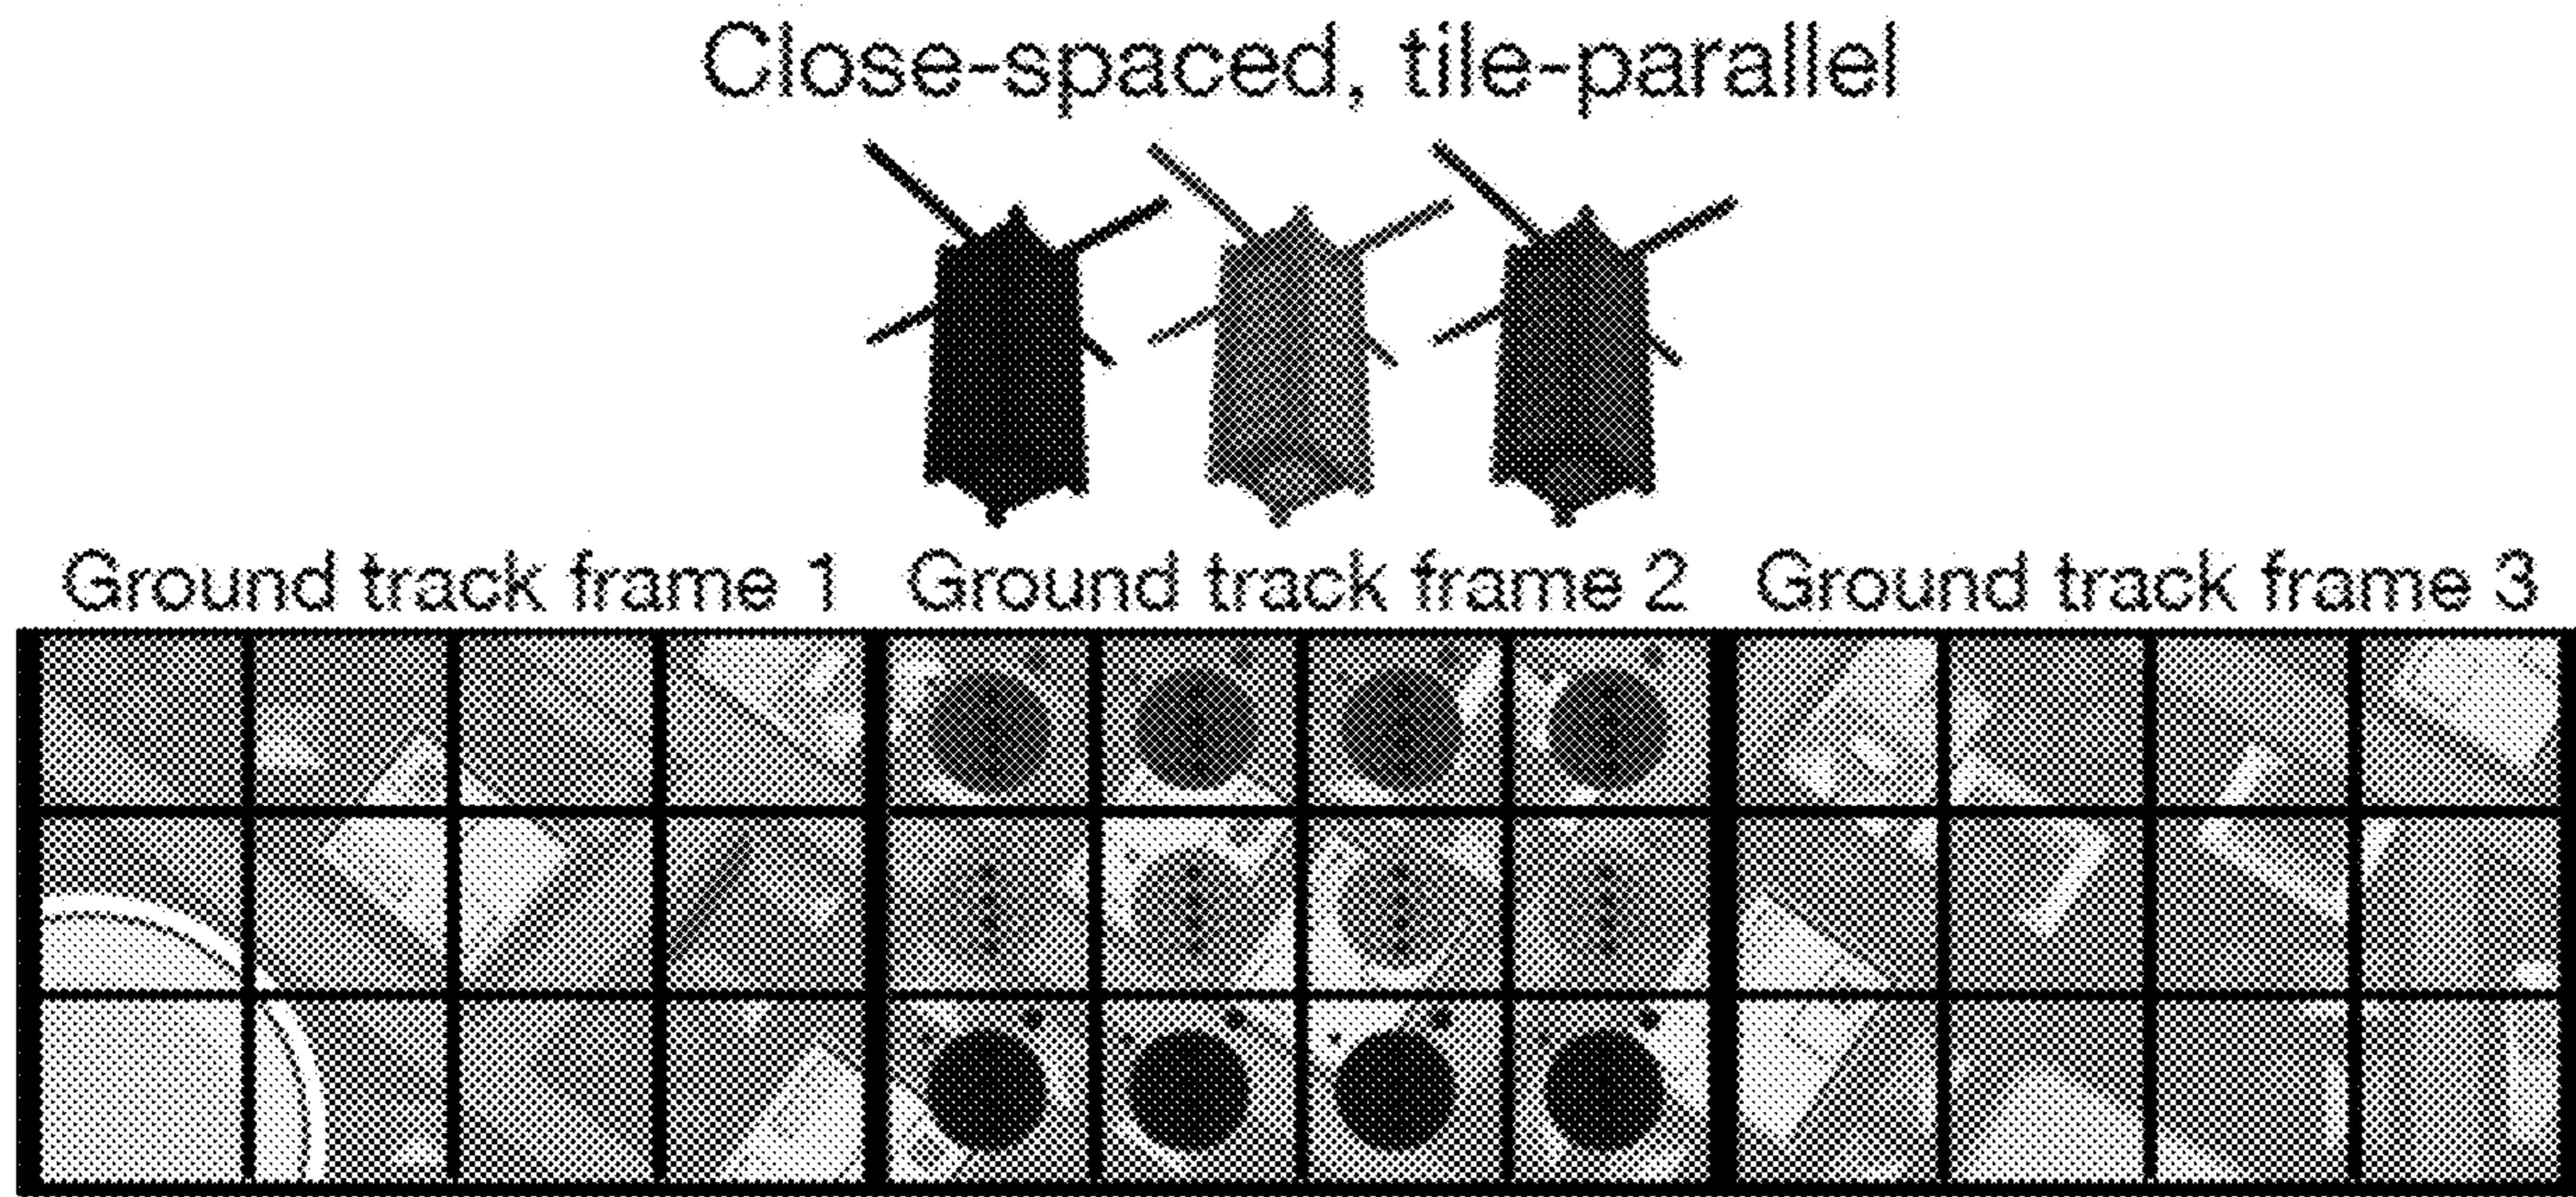 Close-spaced, tile-parallel
Ground track frame 1 Ground track frame 2 Ground track frame 3